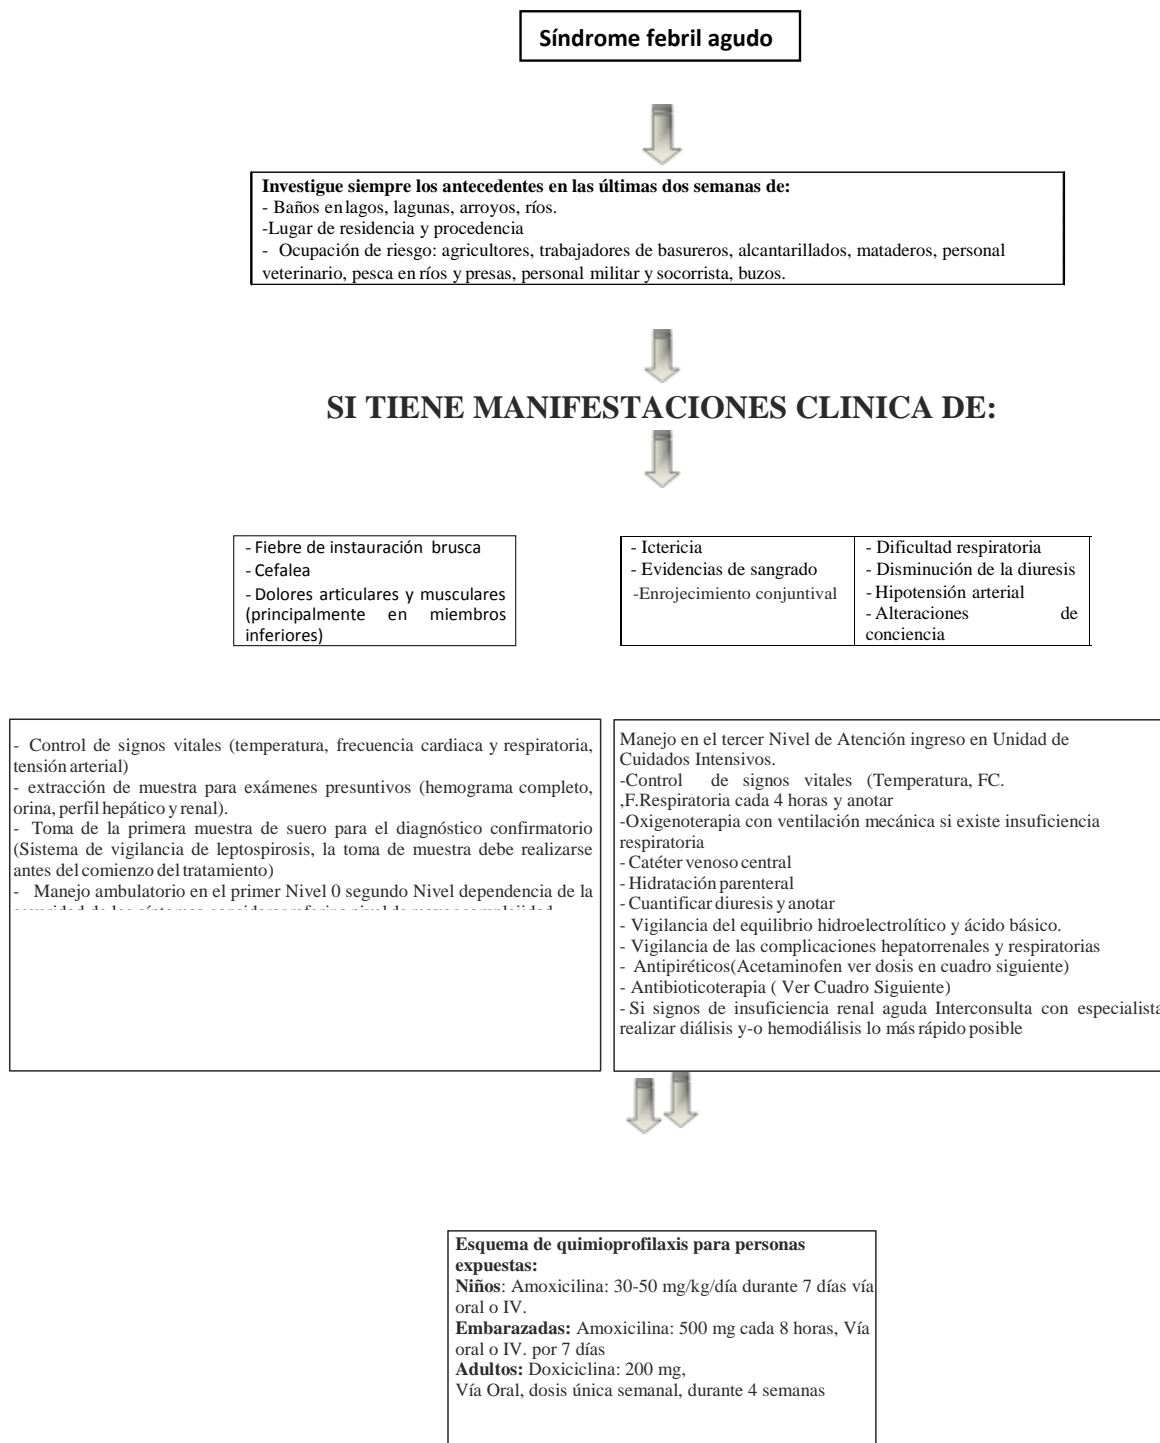 Síndrome febril agudo
Investigue siempre los antecedentes en las últimas dos semanas de:
- Baños en lagos, lagunas, arroyos, ríos.
-Lugar de residencia y procedencia
- Ocupación de riesgo: agricultores, trabajadores de basureros, alcantarillados, mataderos, personal
veterinario, pesca en ríos y presas, personal militar y socorrista, buzos.
SI TIENE MANIFESTACIONES CLINICA DE:
- Fiebre de instauración brusca
- Cefalea
- Dolores articulares y musculares
(principalmente en miembros
inferiores)
- Ictericia
- Evidencias de sangrado
-Enrojecimiento conjuntival
- Dificultad respiratoria
- Disminución de la diuresis
- Hipotensión arterial
- Alteraciones de
conciencia
- Control de signos vitales (temperatura, frecuencia cardiaca y respiratoria,
tensión arterial)
- extracción de muestra para exámenes presuntivos (hemograma completo,
orina, perfil hepático y renal).
- Toma de la primera muestra de suero para el diagnóstico confirmatorio
(Sistema de vigilancia de leptospirosis, la toma de muestra debe realizarse
antes del comienzo del tratamiento)
- Manejo ambulatorio en el primer Nivel 0 segundo Nivel dependencia de la
Manejo en el tercer Nivel de Atención ingreso en Unidad de
Cuidados Intensivos.
-Control de signos vitales (Temperatura, FC.
,F.Respiratoria cada 4 horas y anotar
-Oxigenoterapia con ventilación mecánica si existe insuficiencia
respiratoria
- Catéter venoso central
- Hidratación parenteral
- Cuantificar diuresis y anotar
- Vigilancia del equilibrio hidroelectrolítico y ácido básico.
- Vigilancia de las complicaciones hepatorrenales y respiratorias
- Antipiréticos(Acetaminofen ver dosis en cuadro siguiente)
- Antibioticoterapia ( Ver Cuadro Siguiente)
- Si signos de insuficiencia renal aguda Interconsulta con especialista
realizar diálisis y-o hemodiálisis lo más rápido posible
Esquema de quimioprofilaxis para personas
expuestas:
Niños: Amoxicilina: 30-50 mg/kg/día durante 7 días vía
oral o IV.
Embarazadas: Amoxicilina: 500 mg cada 8 horas, Vía
oral o IV. por 7 días
Adultos: Doxiciclina: 200 mg,
Vía Oral, dosis única semanal, durante 4 semanas